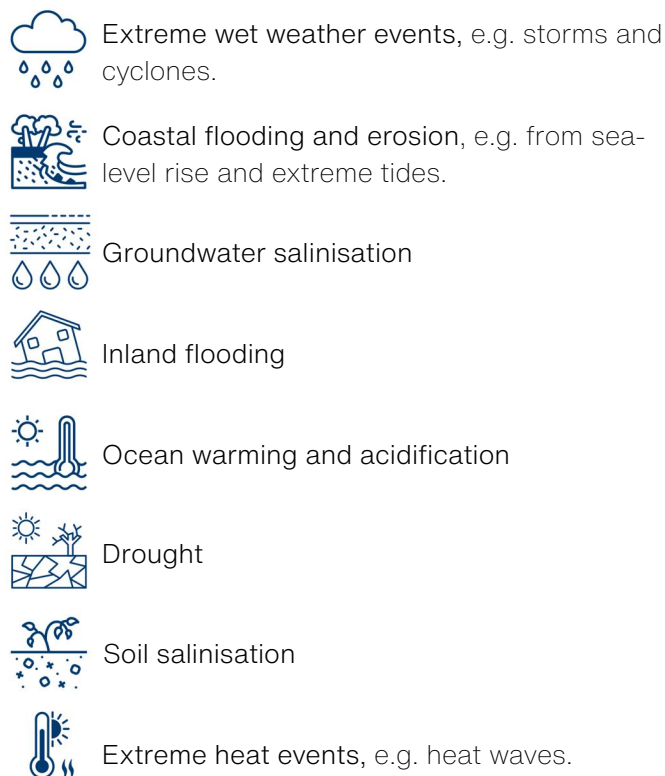 Extreme wet weather events, e.g. storms and
cyclones.
Coastal flooding and erosion, e.g. from sea-
level rise and extreme tides.
Groundwater salinisation
Inland flooding
Ocean warming and acidification
Drought
Soil salinisation
Extreme heat events, e.g. heat waves.